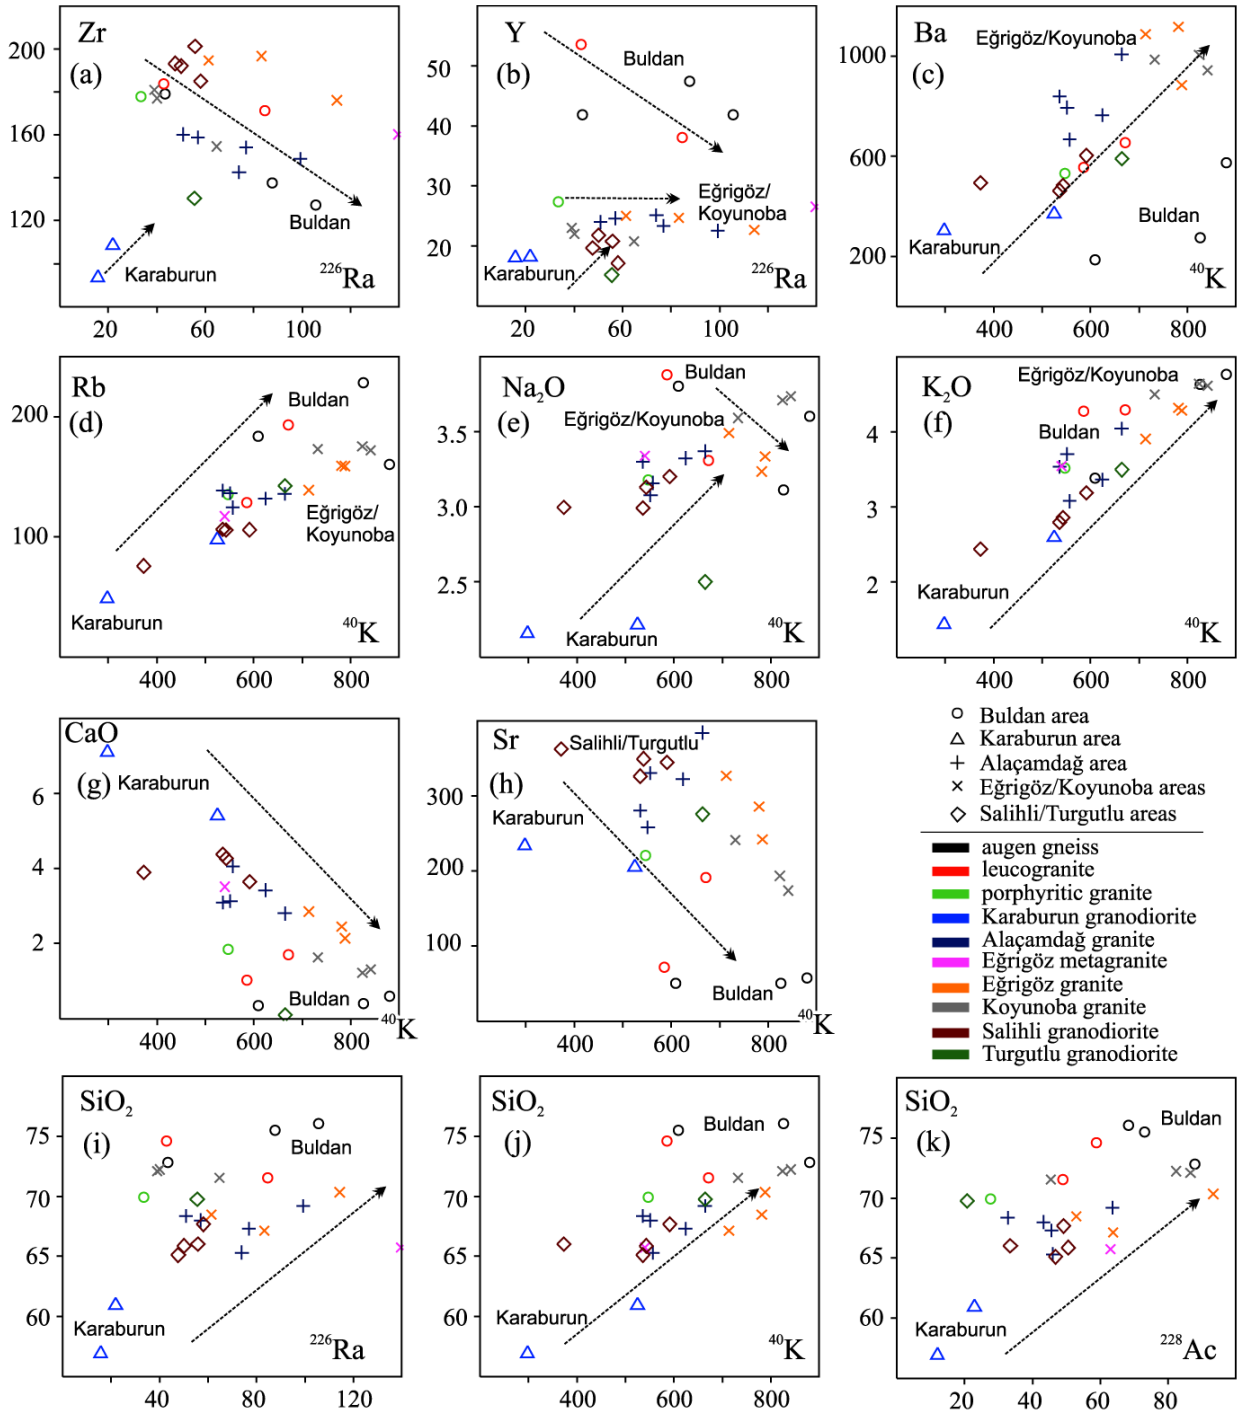 Zr
(a)
200
160
120
Buldan
Karaburun
226Ra
20
60
100
Y
(b)
50
40
30
20
Buldan
Eğrigöz/
Koyunoba
Karaburun
226Ra
20
60
100
Ba
(c)
1000
600
200
Eğrigöz/Koyunoba
Buldan
40K
400
600
800
Rb
(d)
200
100
Buldan
Eğrigöz/
Koyunoba
Karaburun
40K
400
600
800
Na2O
(e)
3.5
3.0
2.5
Buldan
Eğrigöz/Koyunoba
Karaburun
40K
400
600
800
K2O
(f)
4
3
2
Eğrigöz/Koyunoba
Buldan
Karaburun
40K
400
600
800
CaO
(g)
6
4
2
Karaburun
Buldan
40K
400
600
800
Sr
(h)
300
200
100
Salihli/Turgutlu
Karaburun
Buldan
40K
400
600
800
Buldan area
Karaburun area
Alaçamdağ area
Eğrigöz/Koyunoba areas
Salihli/Turgutlu areas
augen gneiss
leucogranite
porphyritic granite
Karaburun granodiorite
Alaçamdağ granite
Eğrigöz metagranite
Eğrigöz granite
Koyunoba granite
Salihli granodiorite
Turgutlu granodiorite
SiO2
(i)
75
70
65
60
Buldan
Karaburun
226Ra
40
80
120
SiO2
(j)
75
70
65
60
Buldan
Karaburun
40K
400
600
800
SiO2
(k)
75
70
65
60
Buldan
Karaburun
228Ac
20
40
60
80